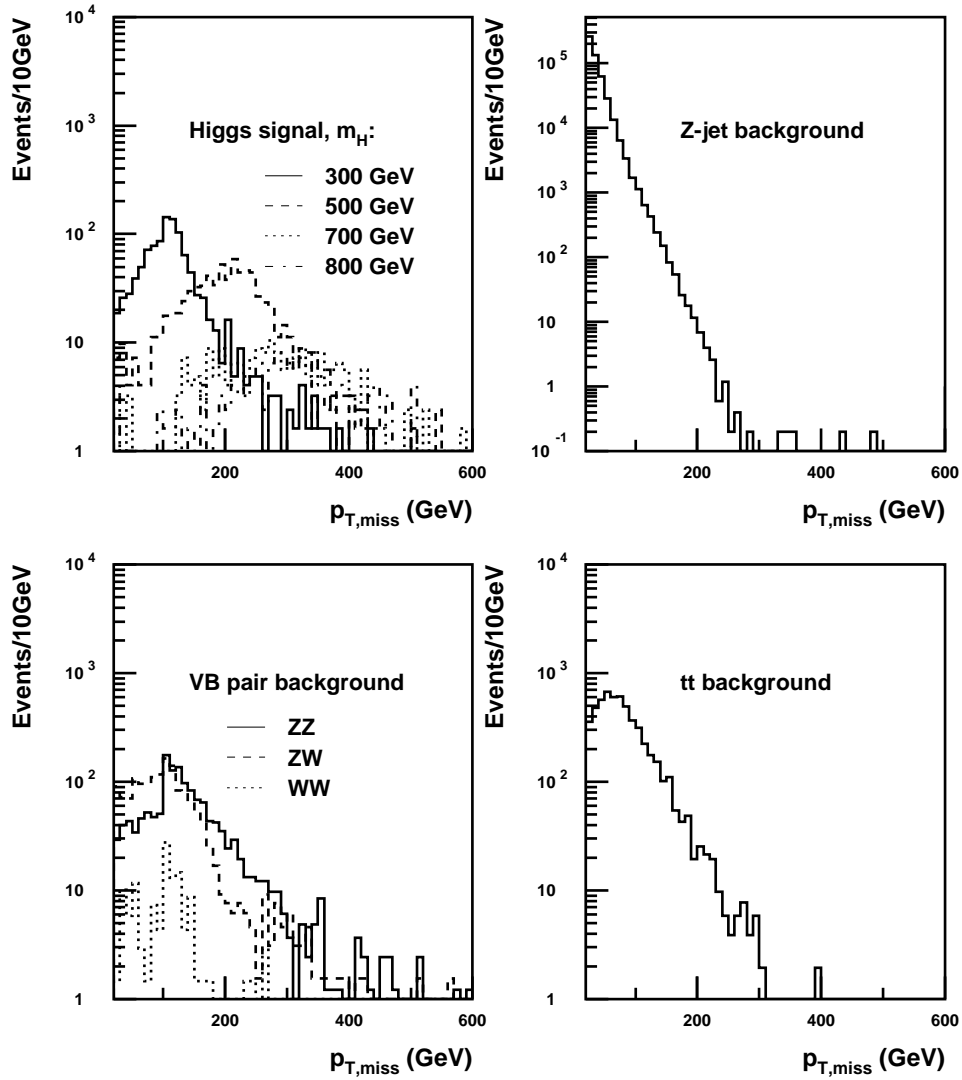 Events/10GeV
10^4
10^3
10^2
10
1
Higgs signal, m_H:
300 GeV
500 GeV
700 GeV
800 GeV
200
400
600
p_T,miss (GeV)
Events/10GeV
10^5
10^4
10^3
10^2
10
1
10^-1
Z-jet background
200
400
600
p_T,miss (GeV)
Events/10GeV
10^4
10^3
10^2
10
1
VB pair background
ZZ
ZW
WW
200
400
600
p_T,miss (GeV)
Events/10GeV
10^4
10^3
10^2
10
1
tt background
200
400
600
p_T,miss (GeV)